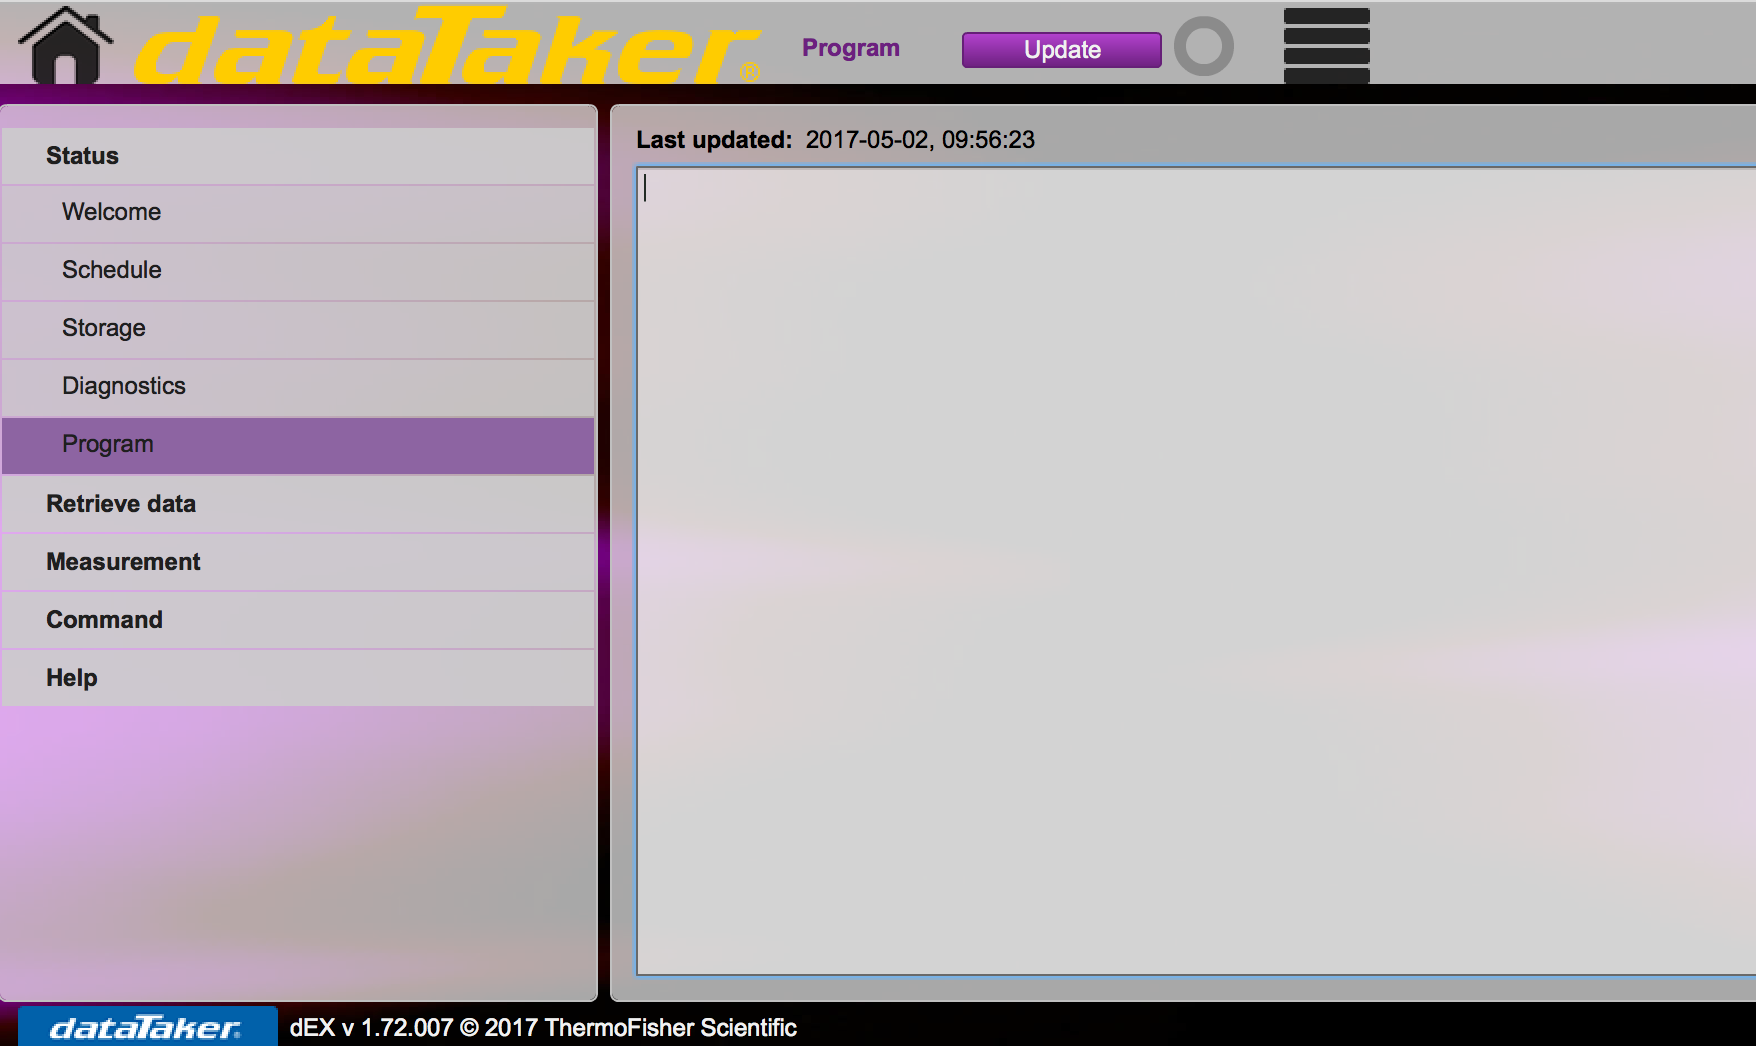 dataTaker®
Program
Update
Status
Welcome
Schedule
Storage
Diagnostics
Program
Retrieve data
Measurement
Command
Help
Last updated: 2017-05-02, 09:56:23
dataTaker®
dEX v 1.72.007 © 2017 ThermoFisher Scientific